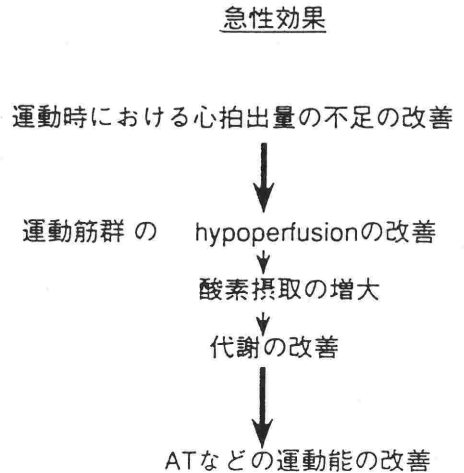 急性効果
運動時における心拍出量の不足の改善
運動筋群 の hypoperfusionの改善
酸素摂取の増大
代謝の改善
ATなどの運動能の改善